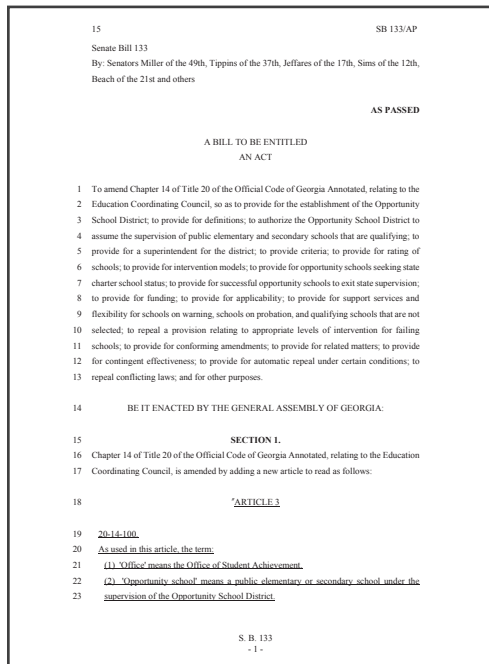 15 SB 133/AP
Senate Bill 133
By: Senators Miller of the 49th, Tippins of the 37th, Jeffares of the 17th, Sims of the 12th,
Beach of the 21st and others
AS PASSED
A BILL TO BE ENTITLED
AN ACT
1 To amend Chapter 14 of Title 20 of the Official Code of Georgia Annotated, relating to the
2 Education Coordinating Council, so as to provide for the establishment of the Opportunity
3 School District; to provide for definitions; to authorize the Opportunity School District to
4 assume the supervision of public elementary and secondary schools that are qualifying; to
5 provide for a superintendent for the district; to provide criteria; to provide for rating of
6 schools; to provide for intervention models; to provide for opportunity schools seeking state
7 charter school status; to provide for successful opportunity schools to exit state supervision;
8 to provide for funding; to provide for applicability; to provide for support services and
9 flexibility for schools on warning, schools on probation, and qualifying schools that are not
10 selected; to repeal a provision relating to appropriate levels of intervention for failing
11 schools; to provide for conforming amendments; to provide for related matters; to provide
12 for contingent effectiveness; to provide for automatic repeal under certain conditions; to
13 repeal conflicting laws; and for other purposes.
14 BE IT ENACTED BY THE GENERAL ASSEMBLY OF GEORGIA:
15 SECTION 1.
16 Chapter 14 of Title 20 of the Official Code of Georgia Annotated, relating to the Education
17 Coordinating Council, is amended by adding a new article to read as follows:
18 "ARTICLE 3
19 20-14-100.
20 As used in this article, the term:
21 (1) 'Office' means the Office of Student Achievement.
22 (2) 'Opportunity school' means a public elementary or secondary school under the
23 supervision of the Opportunity School District.
S. B. 133
- 1 -